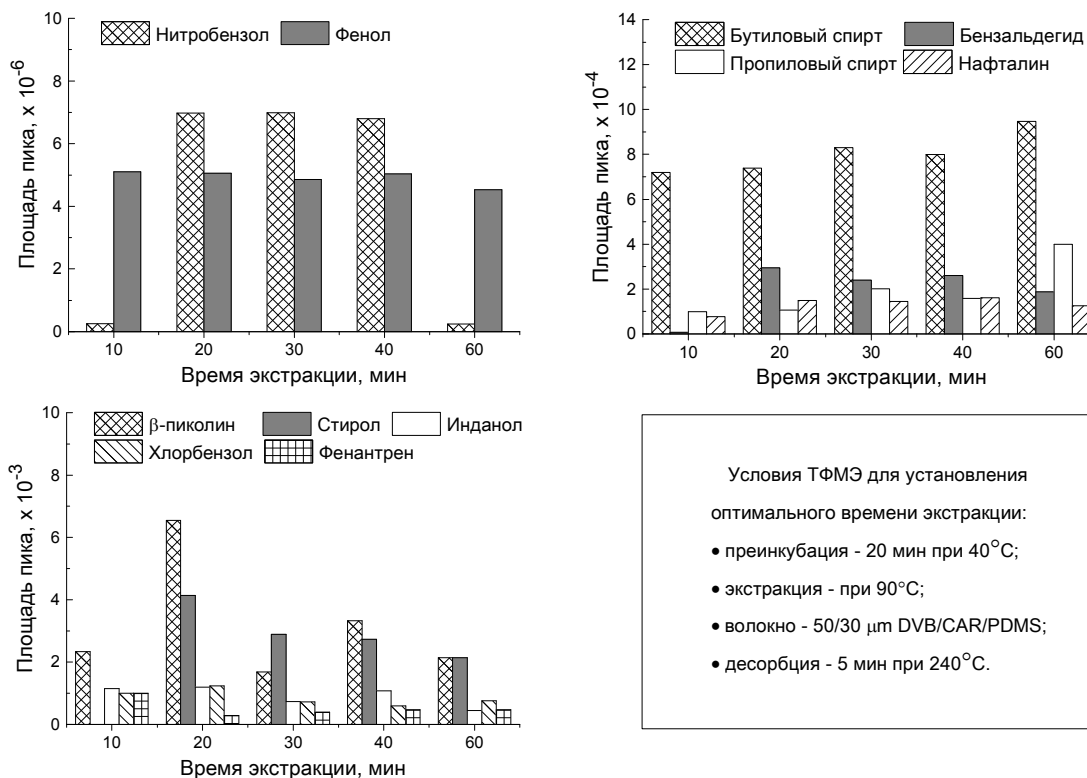 Нитробензол Фенол
Площадь пика, x 10-6
10
8
6
4
2
0
10 20 30 40 60
Время экстракции, мин
Бутиловый спирт Бензальдегид
Пропиловый спирт Нафталин
Площадь пика, x 10-4
14
12
10
8
6
4
2
0
10 20 30 40 60
Время экстракции, мин
β-пиколин Стирол Инданол
Хлорбензол Фенантрен
Площадь пика, x 10-3
10
8
6
4
2
0
10 20 30 40 60
Время экстракции, мин
Условия ТФМЭ для установления
оптимального времени экстракции:
• преинкубация - 20 мин при 40°C;
• экстракция - при 90°C;
• волокно - 50/30 μm DVB/CAR/PDMS;
• десорбция - 5 мин при 240°C.